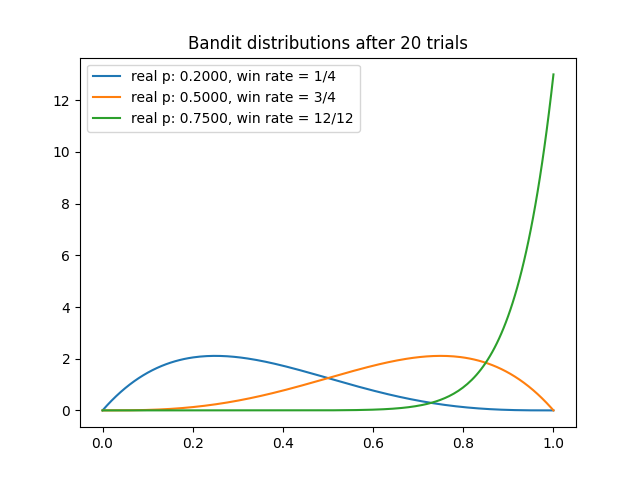 Bandit distributions after 20 trials
real p: 0.2000, win rate = 1/4
real p: 0.5000, win rate = 3/4
real p: 0.7500, win rate = 12/12
12
10
8
6
4
2
0
0.0 0.2 0.4 0.6 0.8 1.0